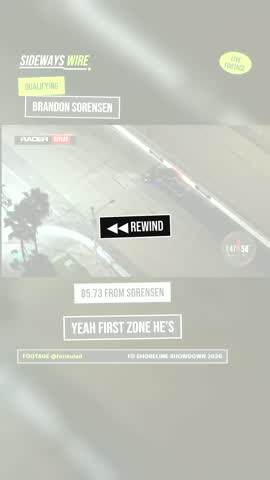 SIDEWAYS WIRE.
LIVE
FOOTAGE
QUALIFYING
BRANDON SORENSEN
RACER
REWIND
85.73 FROM SORENSEN
YEAH FIRST ZONE HE'S
FOOTAGE @formulad
FD SHORELINE SHOWDOWN 2026